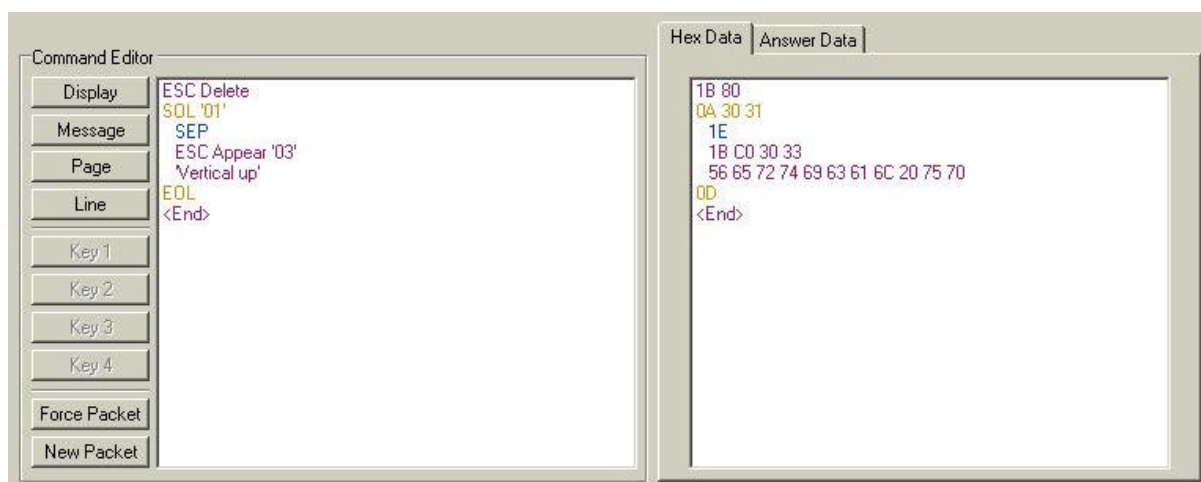 Command Editor
Display
Message
Page
Line
Key 1
Key 2
Key 3
Key 4
Force Packet
New Packet
ESC Delete
SOL '01'
SEP
ESC Appear '03'
'Vertical up'
EOL
<End>
Hex Data
Answer Data
1B 80
0A 30 31
1E
1B C0 30 33
56 65 72 74 69 63 61 6C 20 75 70
0D
<End>